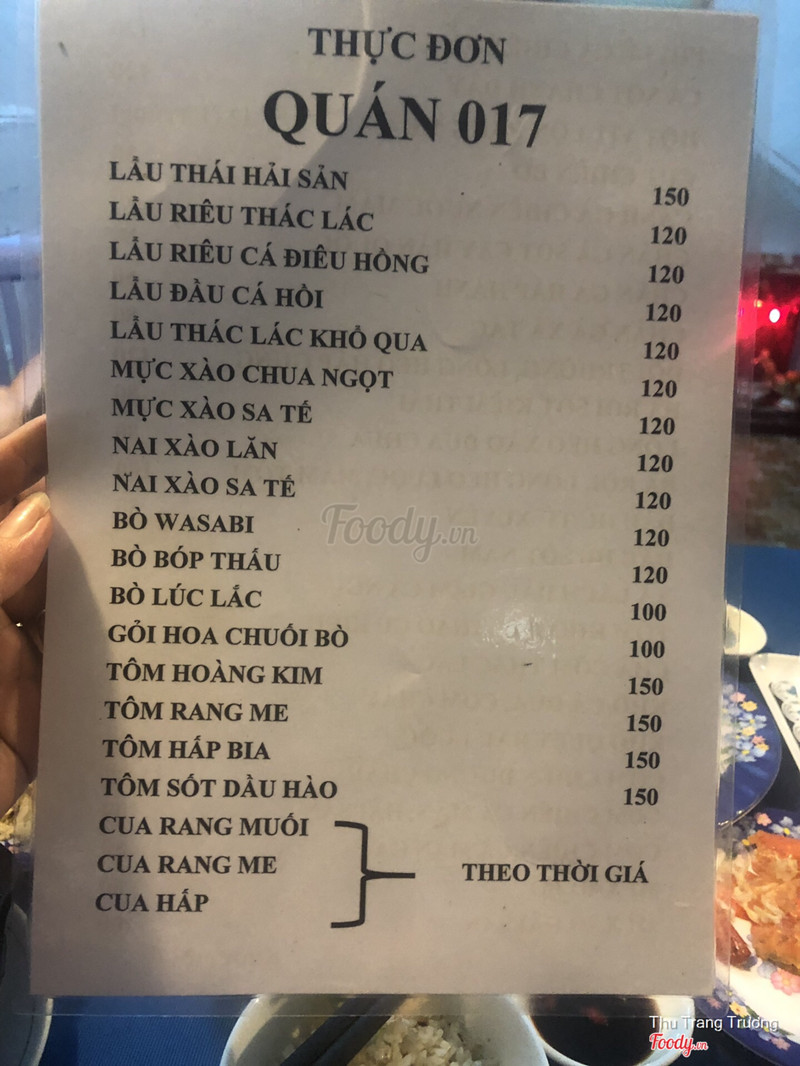 THỰC ĐƠN
QUÁN 017
LẨU THÁI HẢI SẢN 150
LẨU RIÊU THÁC LÁC 120
LẨU RIÊU CÁ ĐIÊU HỒNG 120
LẨU ĐẦU CÁ HỒI 120
LẨU THÁC LÁC KHỔ QUA 120
MỰC XÀO CHUA NGỌT 120
MỰC XÀO SA TẾ 120
NAI XÀO LĂN 120
NAI XÀO SA TẾ 120
BÒ WASABI 120
BÒ BÓP THẤU 120
BÒ LÚC LẮC 100
GỎI HOA CHUỐI BÒ 100
TÔM HOÀNG KIM 150
TÔM RANG ME 150
TÔM HẤP BIA 150
TÔM SỐT DẦU HÀO 150
CUA RANG MUỐI
CUA RANG ME THEO THỜI GIÁ
CUA HẤP
Foody.vn
Thu Trang Trương
Foody.vn